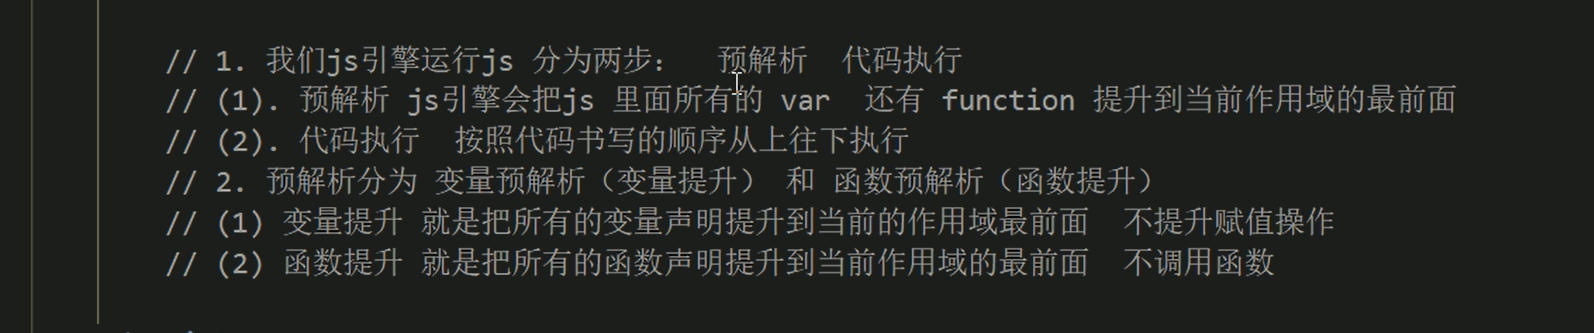 // 1. 我们js引擎运行js 分为两步： 预解析 代码执行
// (1). 预解析 js引擎会把js 里面所有的 var 还有 function 提升到当前作用域的最前面
// (2). 代码执行 按照代码书写的顺序从上往下执行
// 2. 预解析分为 变量预解析（变量提升） 和 函数预解析（函数提升）
// (1) 变量提升 就是把所有的变量声明提升到当前的作用域最前面 不提升赋值操作
// (2) 函数提升 就是把所有的函数声明提升到当前作用域的最前面 不调用函数